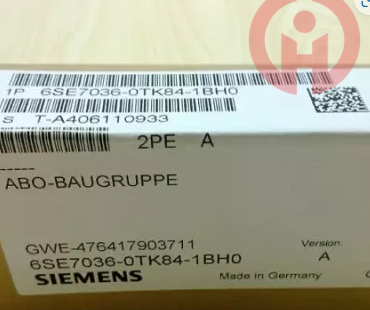 1P 6SE7036-0TK84-1BH0
S T-A406110933
2PE A
ABO-BAUGRUPPE
GWE-476417903711
Version:
6SE7036-0TK84-1BH0
A
SIEMENS
Made in Germany